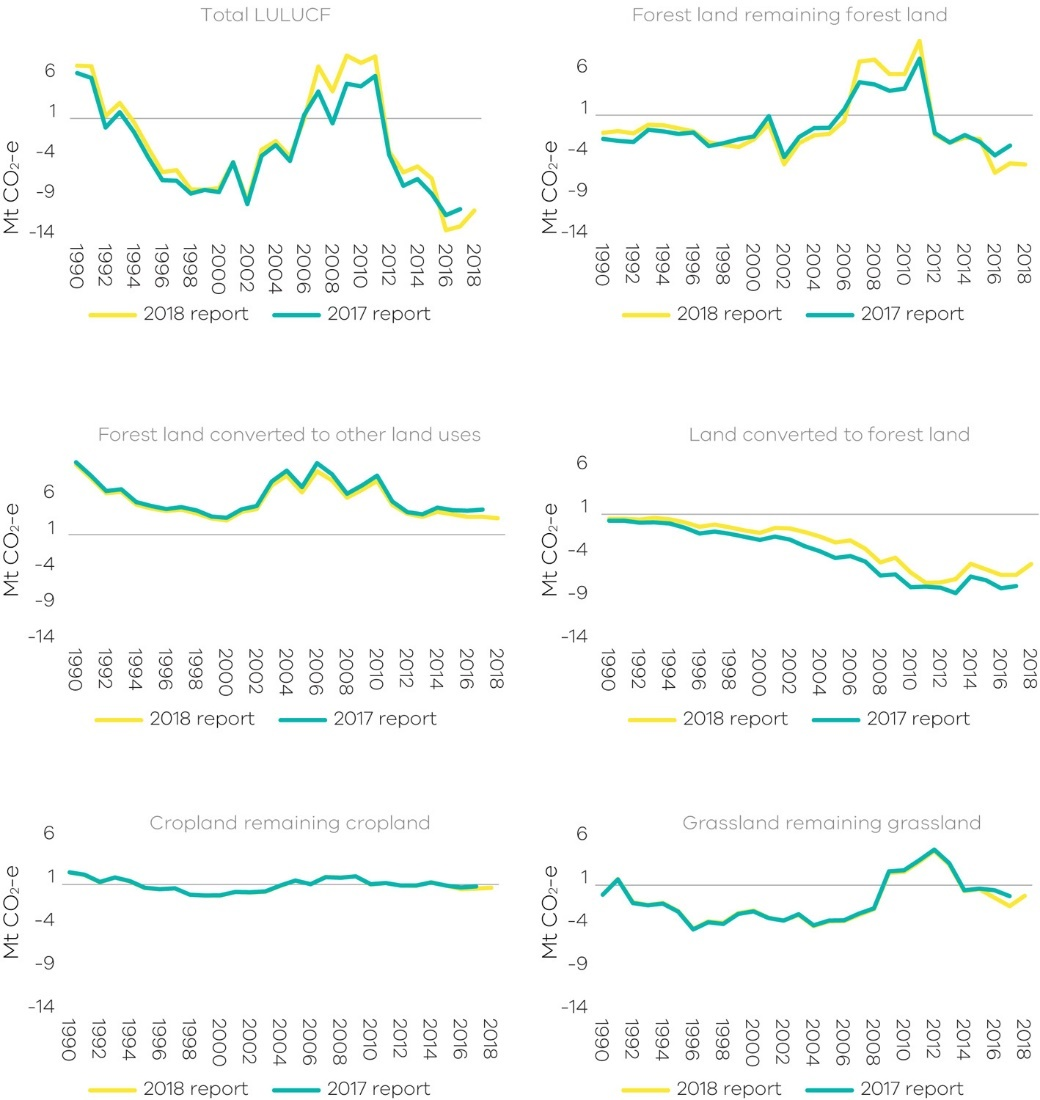 Total LULUCF
Mt CO₂-e
6
1
-4
-9
-14
1990 1992 1994 1996 1998 2000 2002 2004 2006 2008 2010 2012 2014 2016 2018
2018 report 2017 report
Forest land remaining forest land
Mt CO₂-e
6
1
-4
-9
-14
1990 1992 1994 1996 1998 2000 2002 2004 2006 2008 2010 2012 2014 2016 2018
2018 report 2017 report
Forest land converted to other land uses
Mt CO₂-e
6
1
-4
-9
-14
1990 1992 1994 1996 1998 2000 2002 2004 2006 2008 2010 2012 2014 2016 2018
2018 report 2017 report
Land converted to forest land
Mt CO₂-e
6
1
-4
-9
-14
1990 1992 1994 1996 1998 2000 2002 2004 2006 2008 2010 2012 2014 2016 2018
2018 report 2017 report
Cropland remaining cropland
Mt CO₂-e
6
1
-4
-9
-14
1990 1992 1994 1996 1998 2000 2002 2004 2006 2008 2010 2012 2014 2016 2018
2018 report 2017 report
Grassland remaining grassland
Mt CO₂-e
6
1
-4
-9
-14
1990 1992 1994 1996 1998 2000 2002 2004 2006 2008 2010 2012 2014 2016 2018
2018 report 2017 report